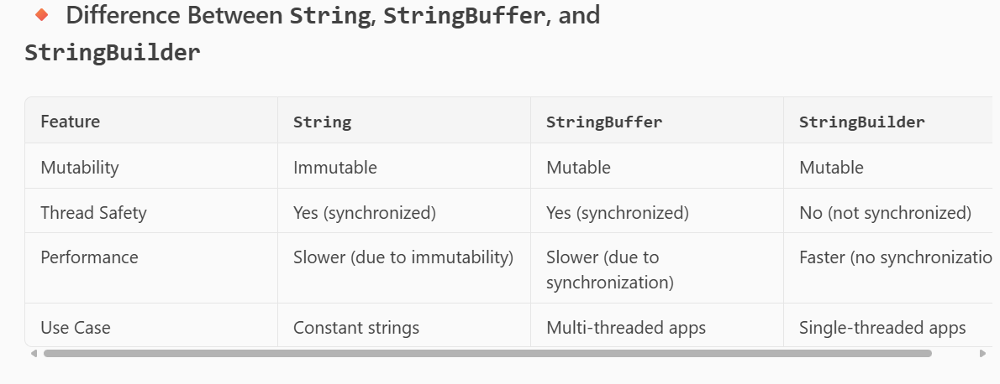 Difference Between String, StringBuffer, and
StringBuilder
Feature String StringBuffer StringBuilder
Mutability Immutable Mutable Mutable
Thread Safety Yes (synchronized) Yes (synchronized) No (not synchronized)
Performance Slower (due to immutability) Slower (due to Faster (no synchronizatio
synchronization)
Use Case Constant strings Multi-threaded apps Single-threaded apps